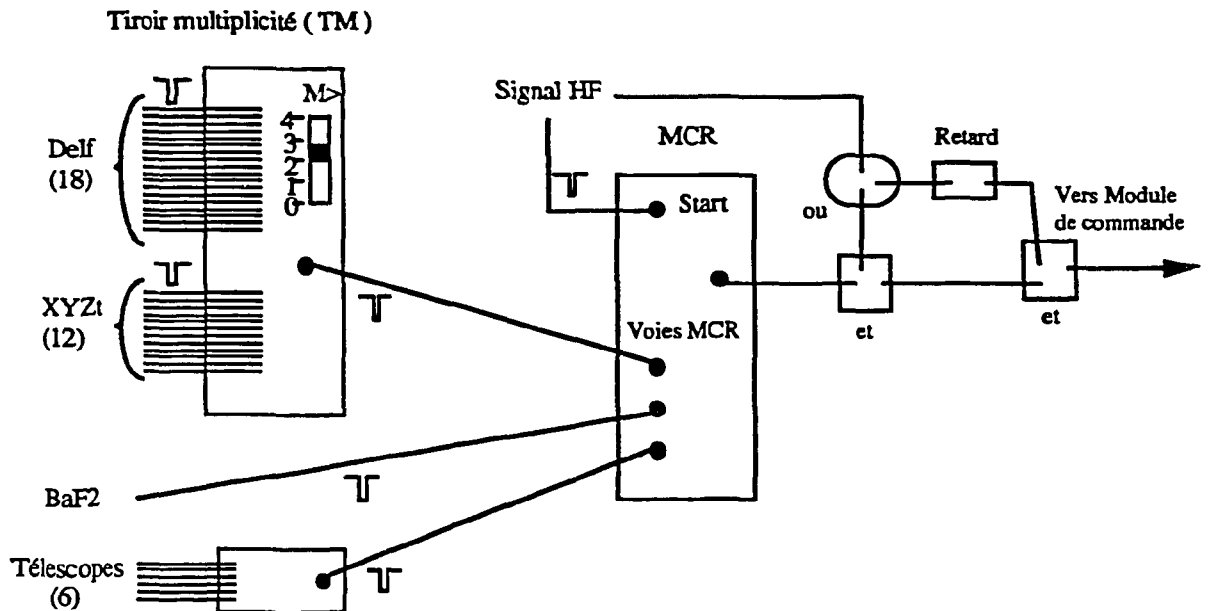 Tiroir multiplicité ( TM )
M>
4
3
2
1
0
Delf
(18)
XYZt
(12)
BaF2
Télescopes
(6)
Signal HF
MCR
Start
Voies MCR
ou
Retard
et
et
Vers Module
de commande